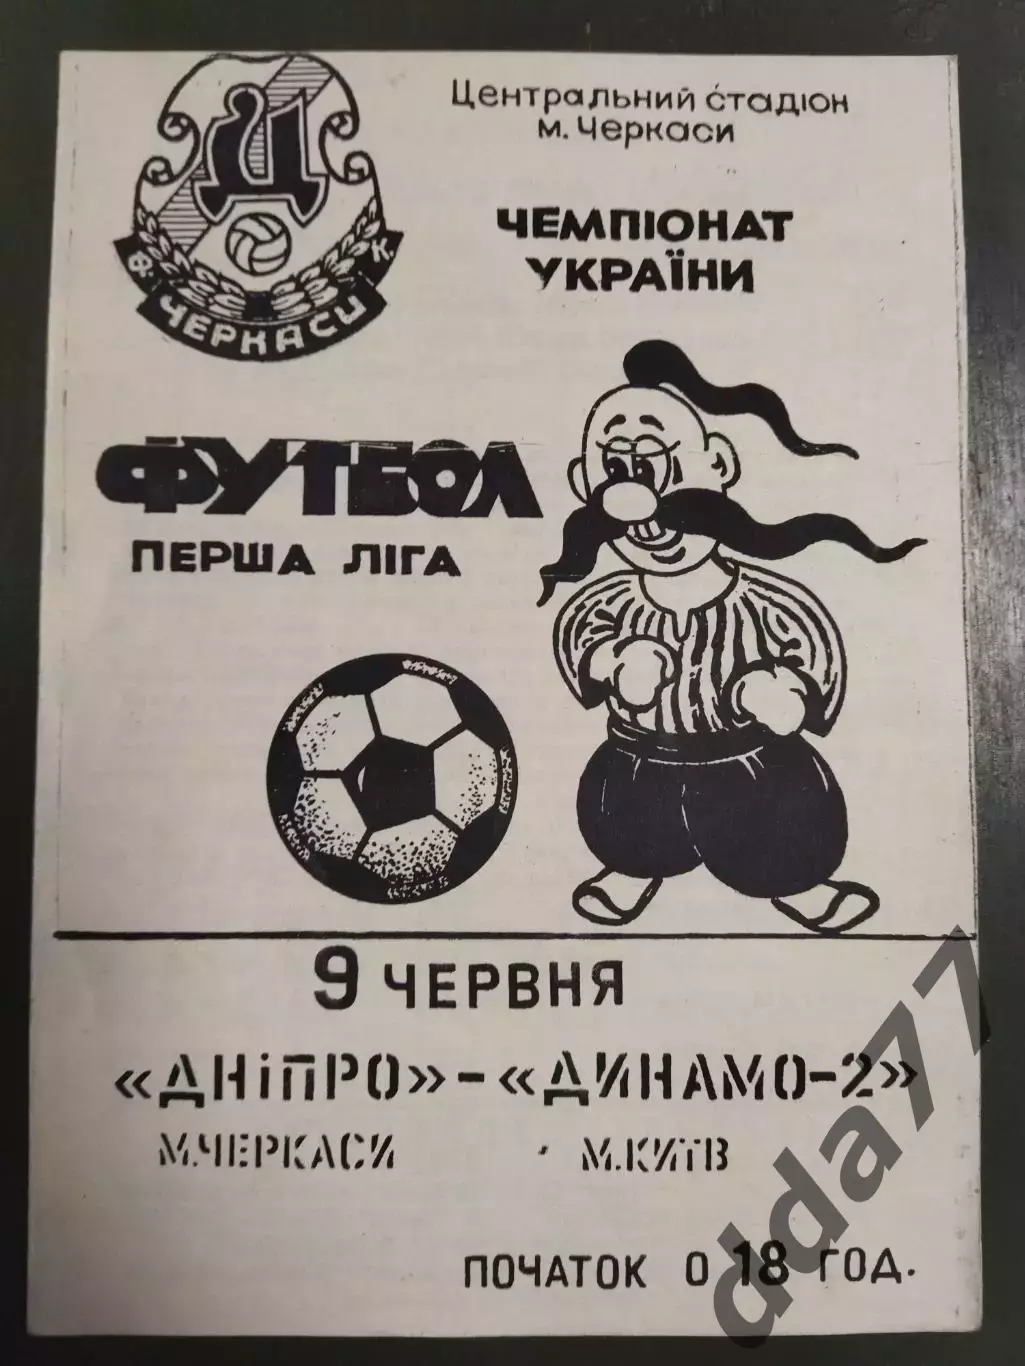 Д
Ф. К.
ЧЕРКАСИ
Центральний стадіон
м. Черкаси
ЧЕМПІОНАТ
УКРАЇНИ
ФУТБОЛ
ПЕРША ЛІГА
9 ЧЕРВНЯ
«ДНіПРО» - «ДИНАМО-2»
М.ЧЕРКАСИ М.КИЇВ
ПОЧАТОК О 18 ГОД.
dda77